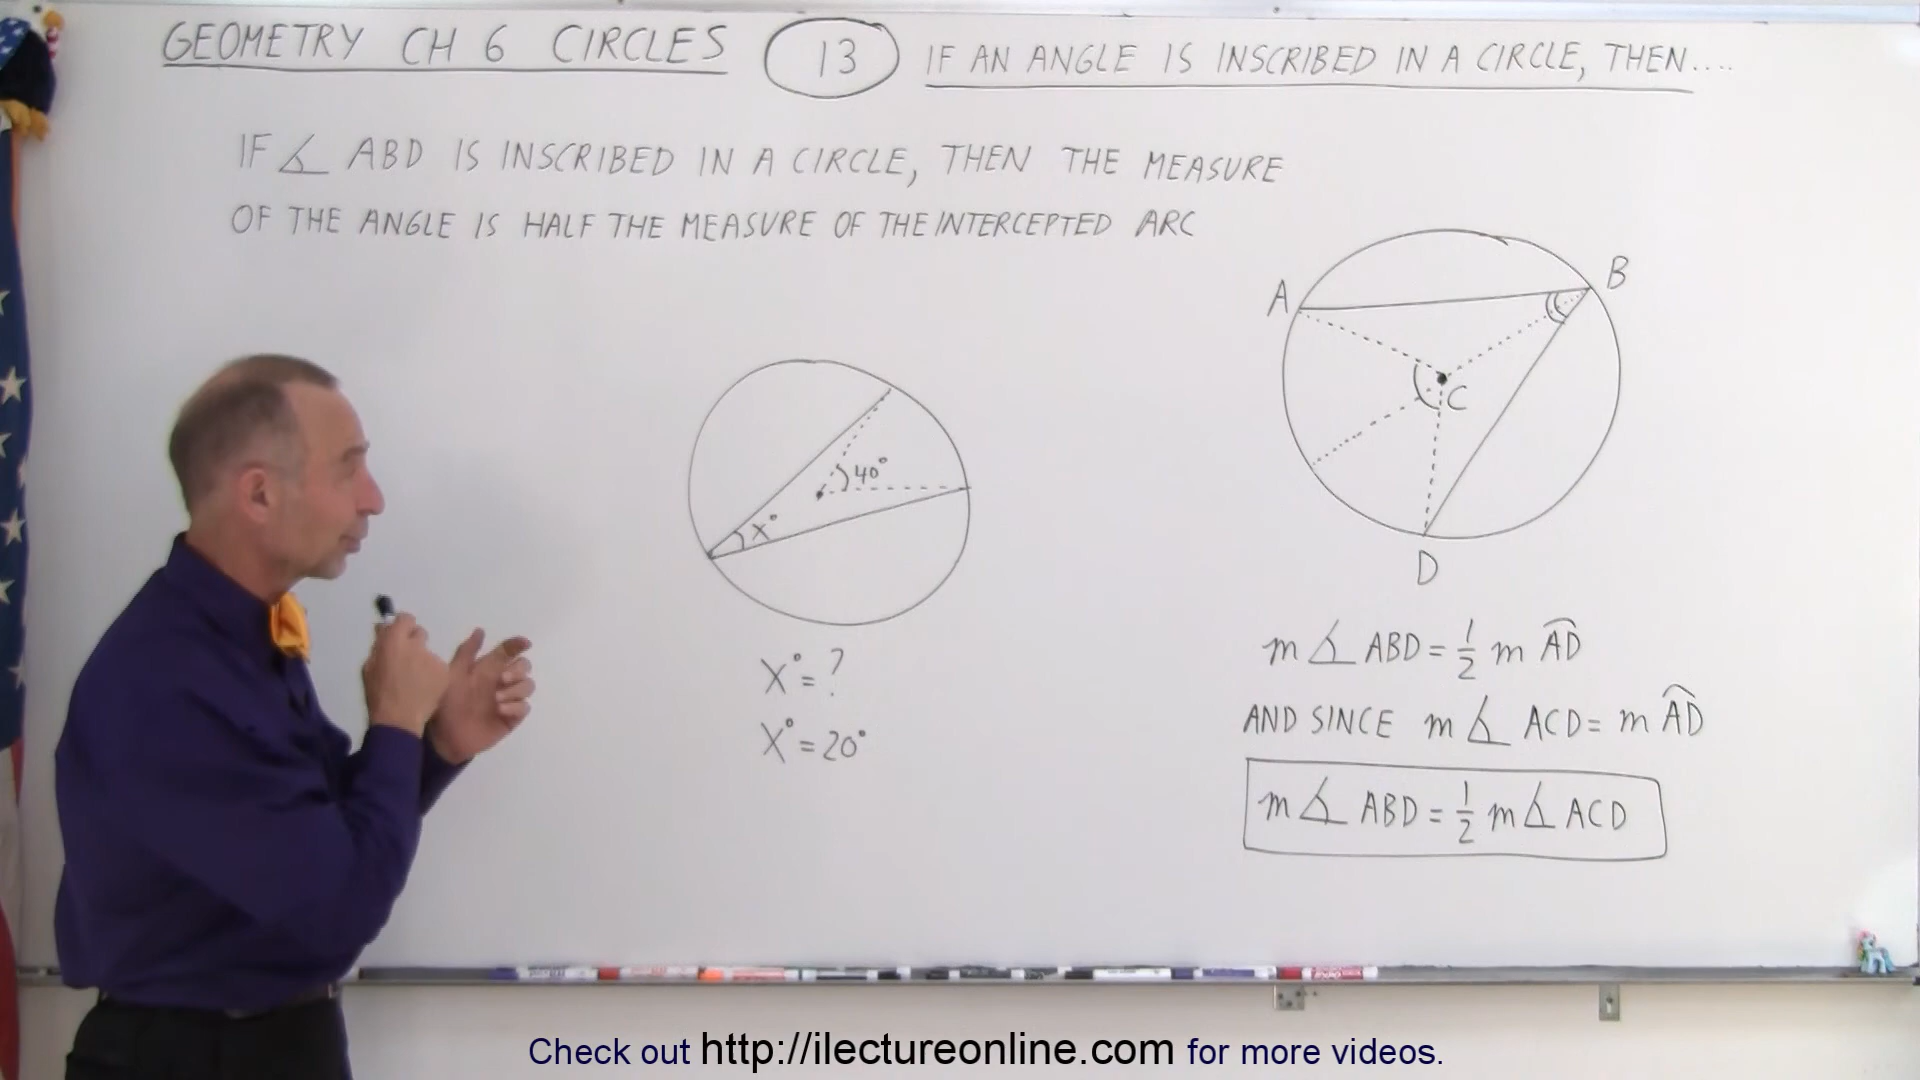 GEOMETRY CH 6 CIRCLES 13 IF AN ANGLE IS INSCRIBED IN A CIRCLE, THEN....
IF ∡ ABD IS INSCRIBED IN A CIRCLE, THEN THE MEASURE
OF THE ANGLE IS HALF THE MEASURE OF THE INTERCEPTED ARC
40°
X°
X° = ?
X° = 20°
A
B
C
D
m∡ ABD = 1/2 m A͡D
AND SINCE m∡ ACD = m A͡D
m∡ ABD = 1/2 m∡ ACD
Check out http://ilectureonline.com for more videos.